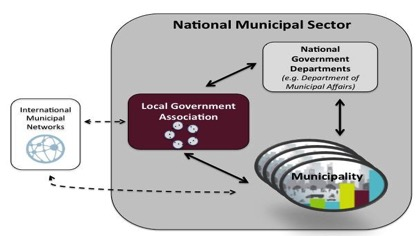 National Municipal Sector
National
Government
Departments
(e.g. Department of
Municipal Affairs)
Local Government
Association
International
Municipal
Networks
Municipality